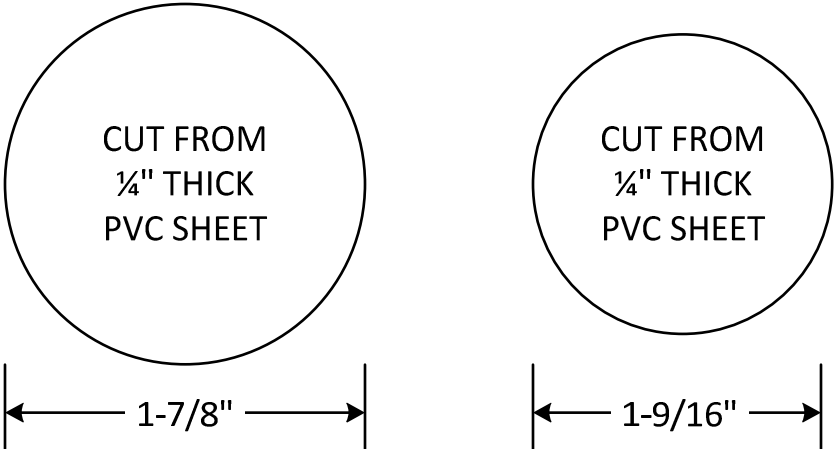 CUT FROM
¼" THICK
PVC SHEET
1-7/8"
CUT FROM
¼" THICK
PVC SHEET
1-9/16"